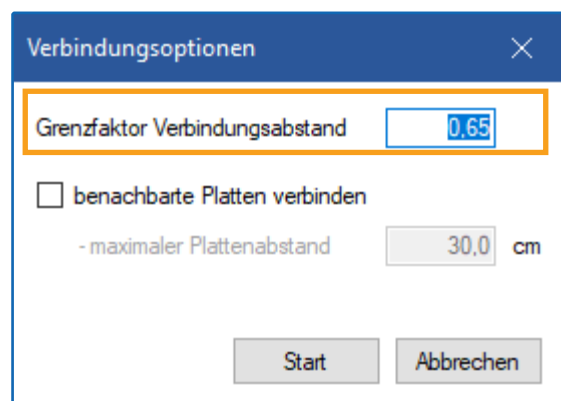 Verbindungsoptionen
Grenzfaktor Verbindungsabstand 0,65
benachbarte Platten verbinden
- maximaler Plattenabstand 30,0 cm
Start Abbrechen